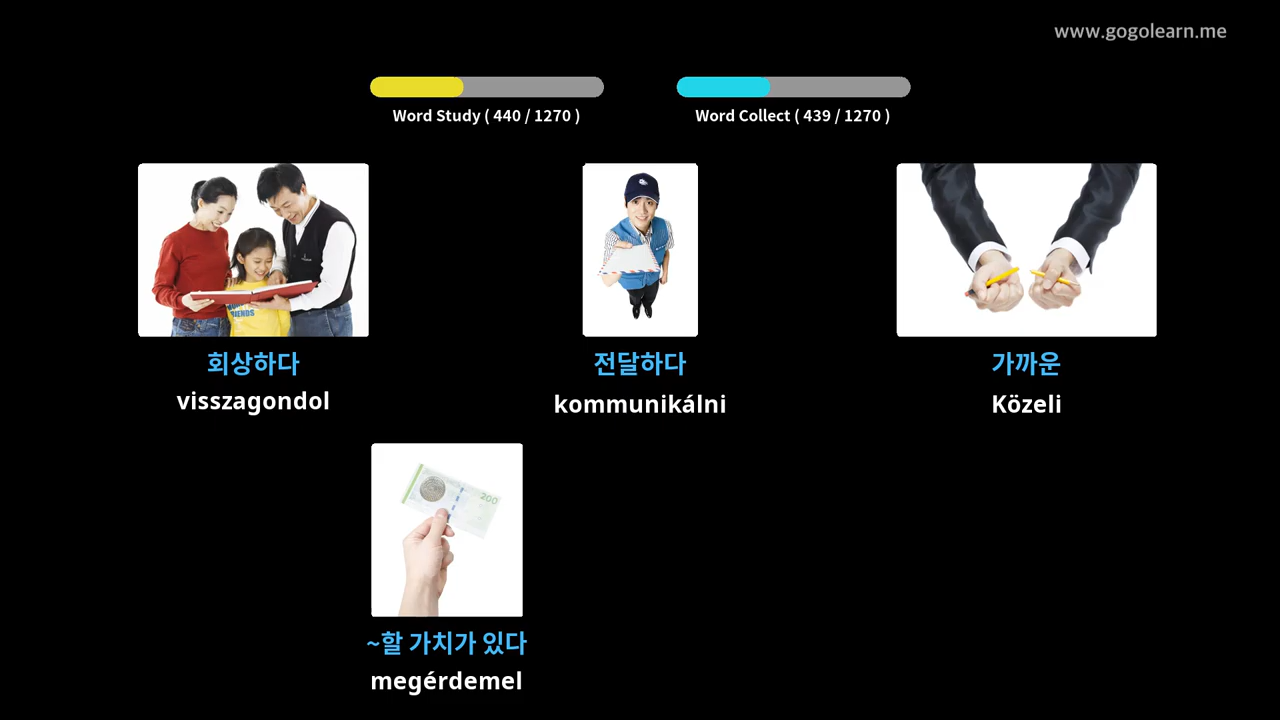 www.gogolearn.me
Word Study ( 440 / 1270 )
Word Collect ( 439 / 1270 )
회상하다
visszagondol
전달하다
kommunikálni
가까운
Közeli
200
~할 가치가 있다
megérdemel